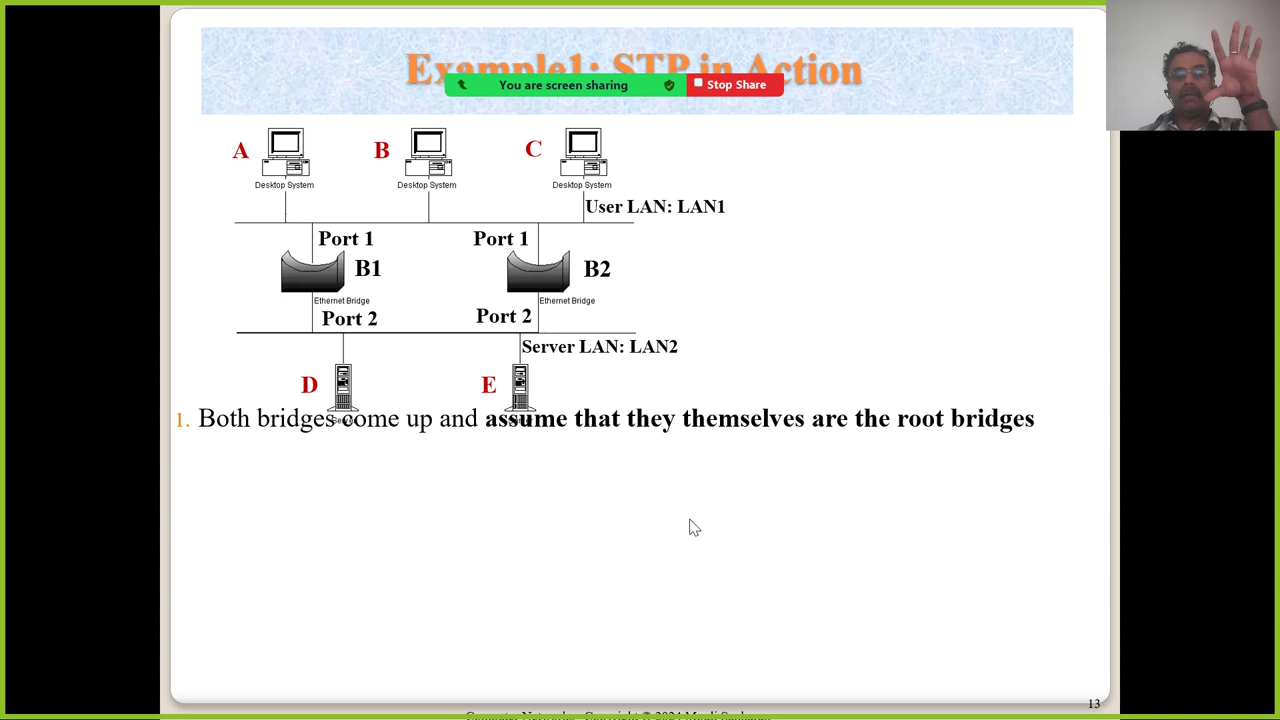 Example1: STP in Action
You are screen sharing
Stop Share
A
B
C
Desktop System
Desktop System
Desktop System
User LAN: LAN1
Port 1
Port 1
B1
B2
Ethernet Bridge
Ethernet Bridge
Port 2
Port 2
Server LAN: LAN2
D
E
1. Both bridges come up and assume that they themselves are the root bridges
13